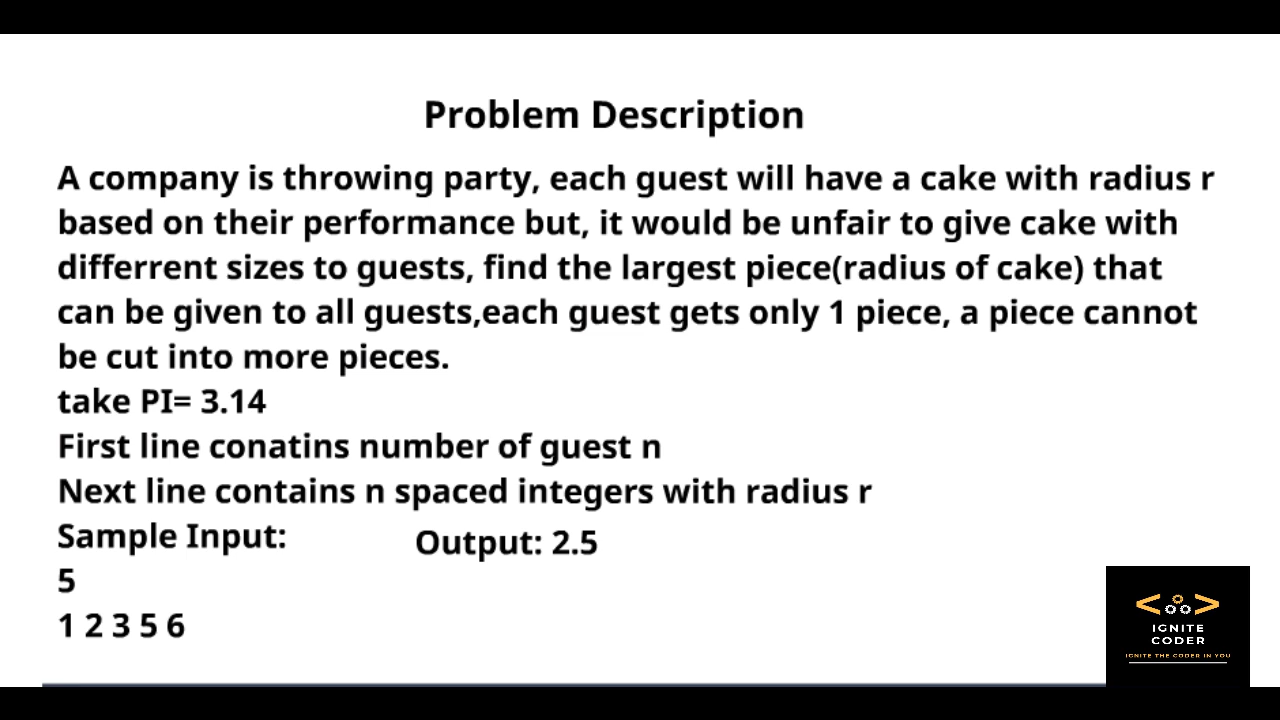 Problem Description
A company is throwing party, each guest will have a cake with radius r
based on their performance but, it would be unfair to give cake with
differrent sizes to guests, find the largest piece(radius of cake) that
can be given to all guests,each guest gets only 1 piece, a piece cannot
be cut into more pieces.
take PI= 3.14
First line conatins number of guest n
Next line contains n spaced integers with radius r
Sample Input:
Output: 2.5
5
1 2 3 5 6
IGNITE
CODER
IGNITE THE CODER IN YOU